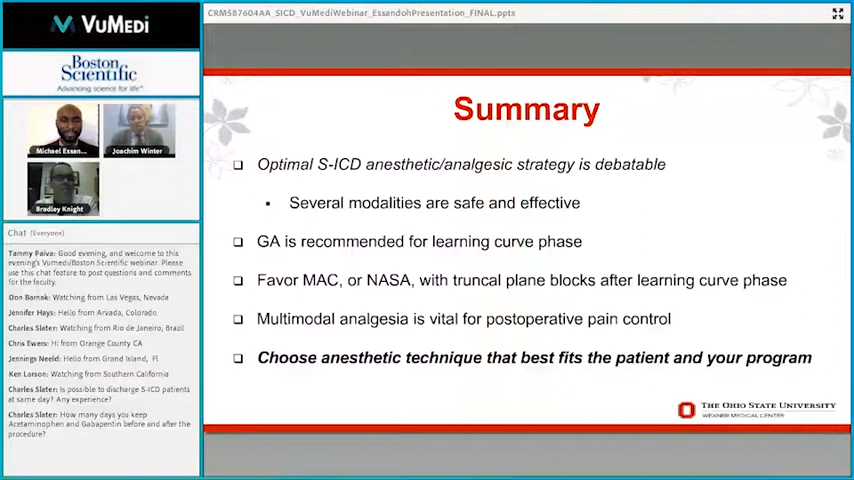 CRM587604AA_SICD_VuMediWebinar_EssandohPresentation_FINAL.pptx
VuMedi
Boston
Scientific
Advancing science for life™
Michael Essan...
Joachim Winter
Bradley Knight
Chat (Everyone)
Tammy Paiva: Good evening, and welcome to this
evening's Vumedi/Boston Scientific webinar. Please
use this chat feature to post questions and comments
for the faculty.
Don Barnak: Watching from Las Vegas, Nevada
Jennifer Hays: Hello from Arvada, Colorado
Charles Slater: Watching from Rio de Janeiro, Brazil
Chris Ewers: Hi from Orange County CA
Jennings Neeld: Hello from Grand Island, FL
Ken Larson: Watching from Southern California
Charles Slater: Is possible to discharge S-ICD patients
at same day? Any experience?
Charles Slater: How many days you keep
Acetaminophen and Gabapentin before and after the
procedure?
Summary
Optimal S-ICD anesthetic/analgesic strategy is debatable
Several modalities are safe and effective
GA is recommended for learning curve phase
Favor MAC, or NASA, with truncal plane blocks after learning curve phase
Multimodal analgesia is vital for postoperative pain control
Choose anesthetic technique that best fits the patient and your program
THE OHIO STATE UNIVERSITY
WEXNER MEDICAL CENTER